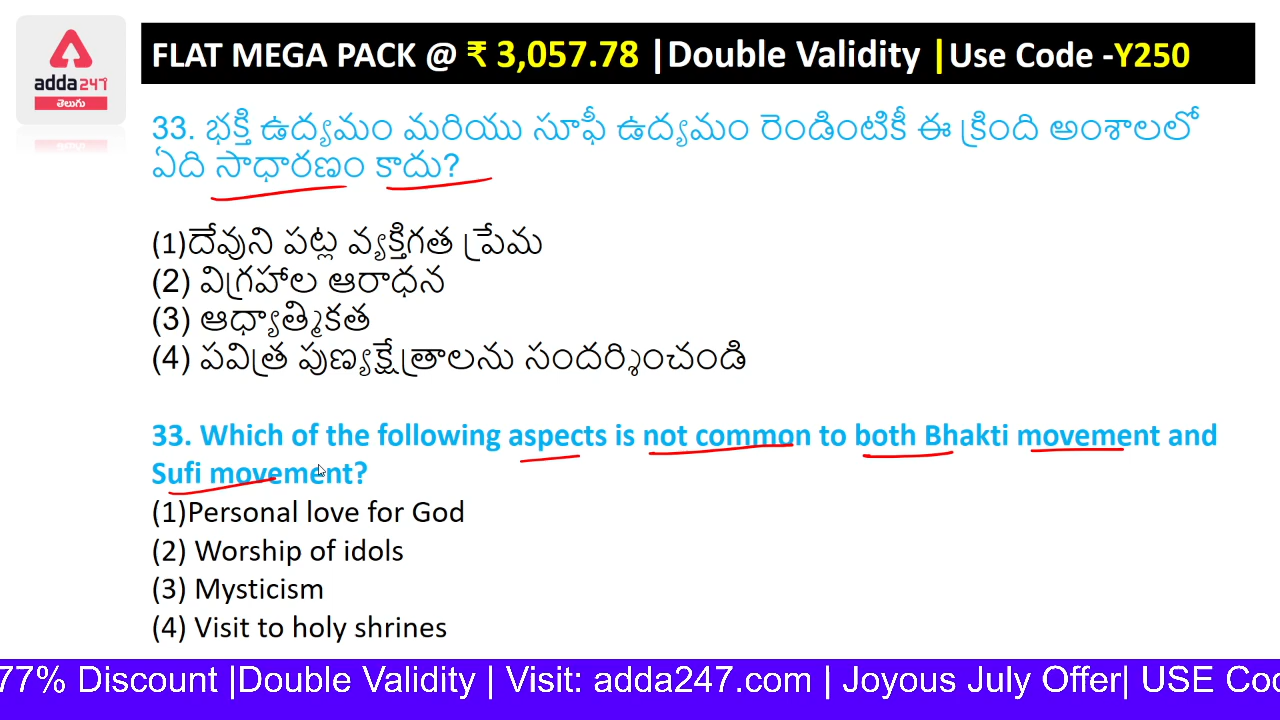 adda247
తెలుగు
FLAT MEGA PACK @ ₹ 3,057.78 |Double Validity |Use Code -Y250
33. భక్తి ఉద్యమం మరియు సూఫీ ఉద్యమం రెండింటికీ ఈ క్రింది అంశాలలో
ఏది సాధారణం కాదు?
(1)దేవుని పట్ల వ్యక్తిగత ప్రేమ
(2) విగ్రహాల ఆరాధన
(3) ఆధ్యాత్మికత
(4) పవిత్ర పుణ్యక్షేత్రాలను సందర్శించండి
33. Which of the following aspects is not common to both Bhakti movement and
Sufi movement?
(1)Personal love for God
(2) Worship of idols
(3) Mysticism
(4) Visit to holy shrines
77% Discount |Double Validity | Visit: adda247.com | Joyous July Offer| USE Coc